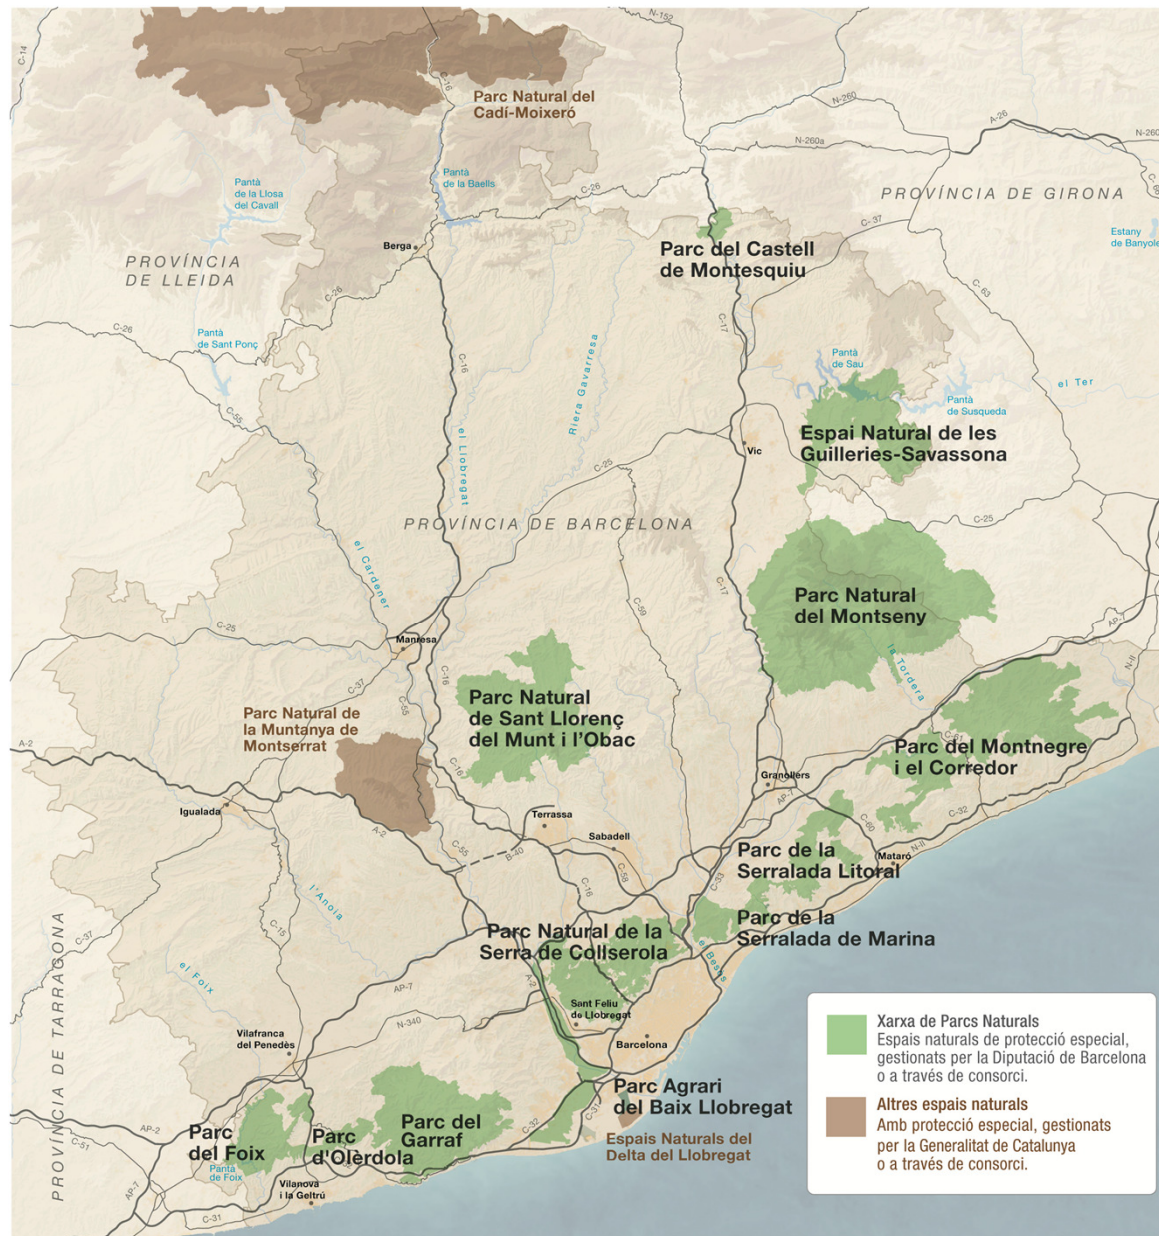 N-152
C-14
C-16
Parc Natural del
Cadí-Moixeró
N-260
A-26
N-260a
N-260
C-68
Pantà
de la Baells
Pantà
de la Llosa
del Cavall
C-26
PROVÍNCIA DE GIRONA
C-37
Estany
de Banyole
Berga
Parc del Castell
de Montesquiu
PROVÍNCIA
DE LLEIDA
C-26
C-63
C-26
Pantà
de Sant Ponç
C-17
Riera Gavarresa
C-16
Pantà
de Sau
el Ter
Pantà
de Susqueda
C-55
el Llobregat
Espai Natural de les
Guilleries-Savassona
Vic
C-25
PROVÍNCIA DE BARCELONA
C-25
el Cardener
C-17
C-59
Parc Natural
del Montseny
C-25
Manresa
AP-7
N-II
la Tordera
C-16
C-37
C-55
Parc Natural
de Sant Llorenç
del Munt i l'Obac
Parc Natural de
la Muntanya de
Montserrat
C-61
Parc del Montnegre
i el Corredor
A-2
C-16
Granollers
AP-7
Igualada
Terrassa
C-32
A-2
Sabadell
C-60
N-II
C-55
B-40
Parc de la
Serralada Litoral
Mataró
C-58
C-16
C-33
l'Anoia
Parc de la
Serralada de Marina
C-15
Parc Natural de la
Serra de Collserola
C-37
el Besòs
el Foix
A-2
AP-7
Sant Feliu
de Llobregat
N-340
Vilafranca
del Penedès
Barcelona
PROVÍNCIA DE TARRAGONA
Parc Agrari
del Baix Llobregat
C-31
C-32
Parc del
Garraf
Parc
del Foix
Parc
d'Olèrdola
Espais Naturals del
Delta del Llobregat
AP-2
C-51
Pantà
de Foix
AP-7
Vilanova
i la Geltrú
C-31
Xarxa de Parcs Naturals
Espais naturals de protecció especial,
gestionats per la Diputació de Barcelona
o a través de consorci.
Altres espais naturals
Amb protecció especial, gestionats
per la Generalitat de Catalunya
o a través de consorci.